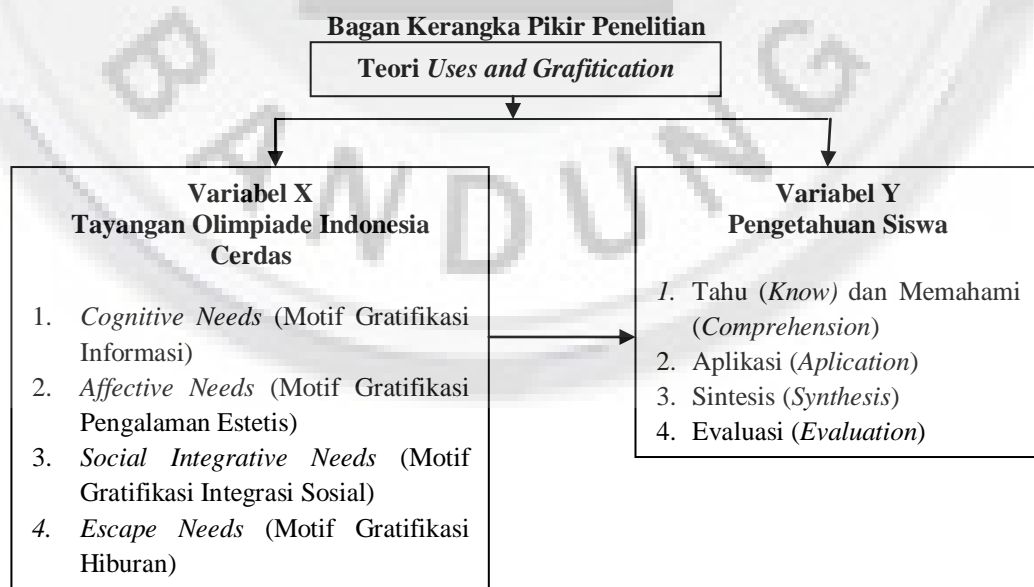 Bagan Kerangka Pikir Penelitian
Teori Uses and Grafitication
Variabel X
Tayangan Olimpiade Indonesia
Cerdas
1. Cognitive Needs (Motif Gratifikasi
Informasi)
2. Affective Needs (Motif Gratifikasi
Pengalaman Estetis)
3. Social Integrative Needs (Motif
Gratifikasi Integrasi Sosial)
4. Escape Needs (Motif Gratifikasi
Hiburan)
Variabel Y
Pengetahuan Siswa
1. Tahu (Know) dan Memahami
(Comprehension)
2. Aplikasi (Aplication)
3. Sintesis (Synthesis)
4. Evaluasi (Evaluation)
BANDUNG